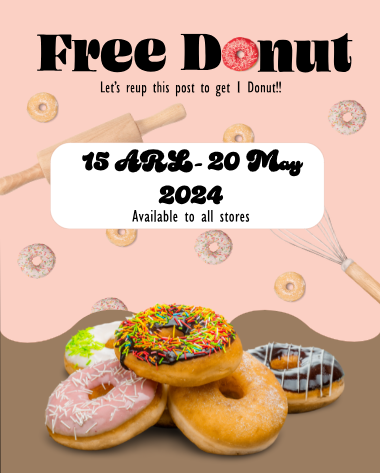 Free Donut
Let's reup this post to get 1 Donut!!
15 ARL - 20 May
2024
Available to all stores